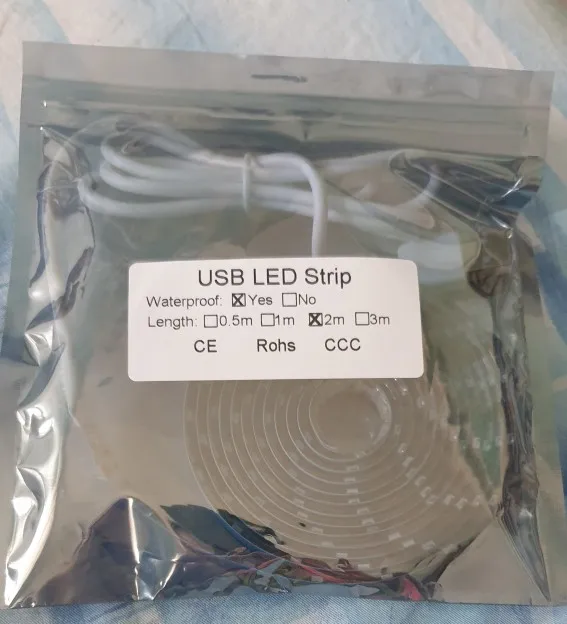 USB LED Strip
Waterproof: ☒Yes ☐No
Length: ☐0.5m ☐1m ☒2m ☐3m
CE Rohs CCC